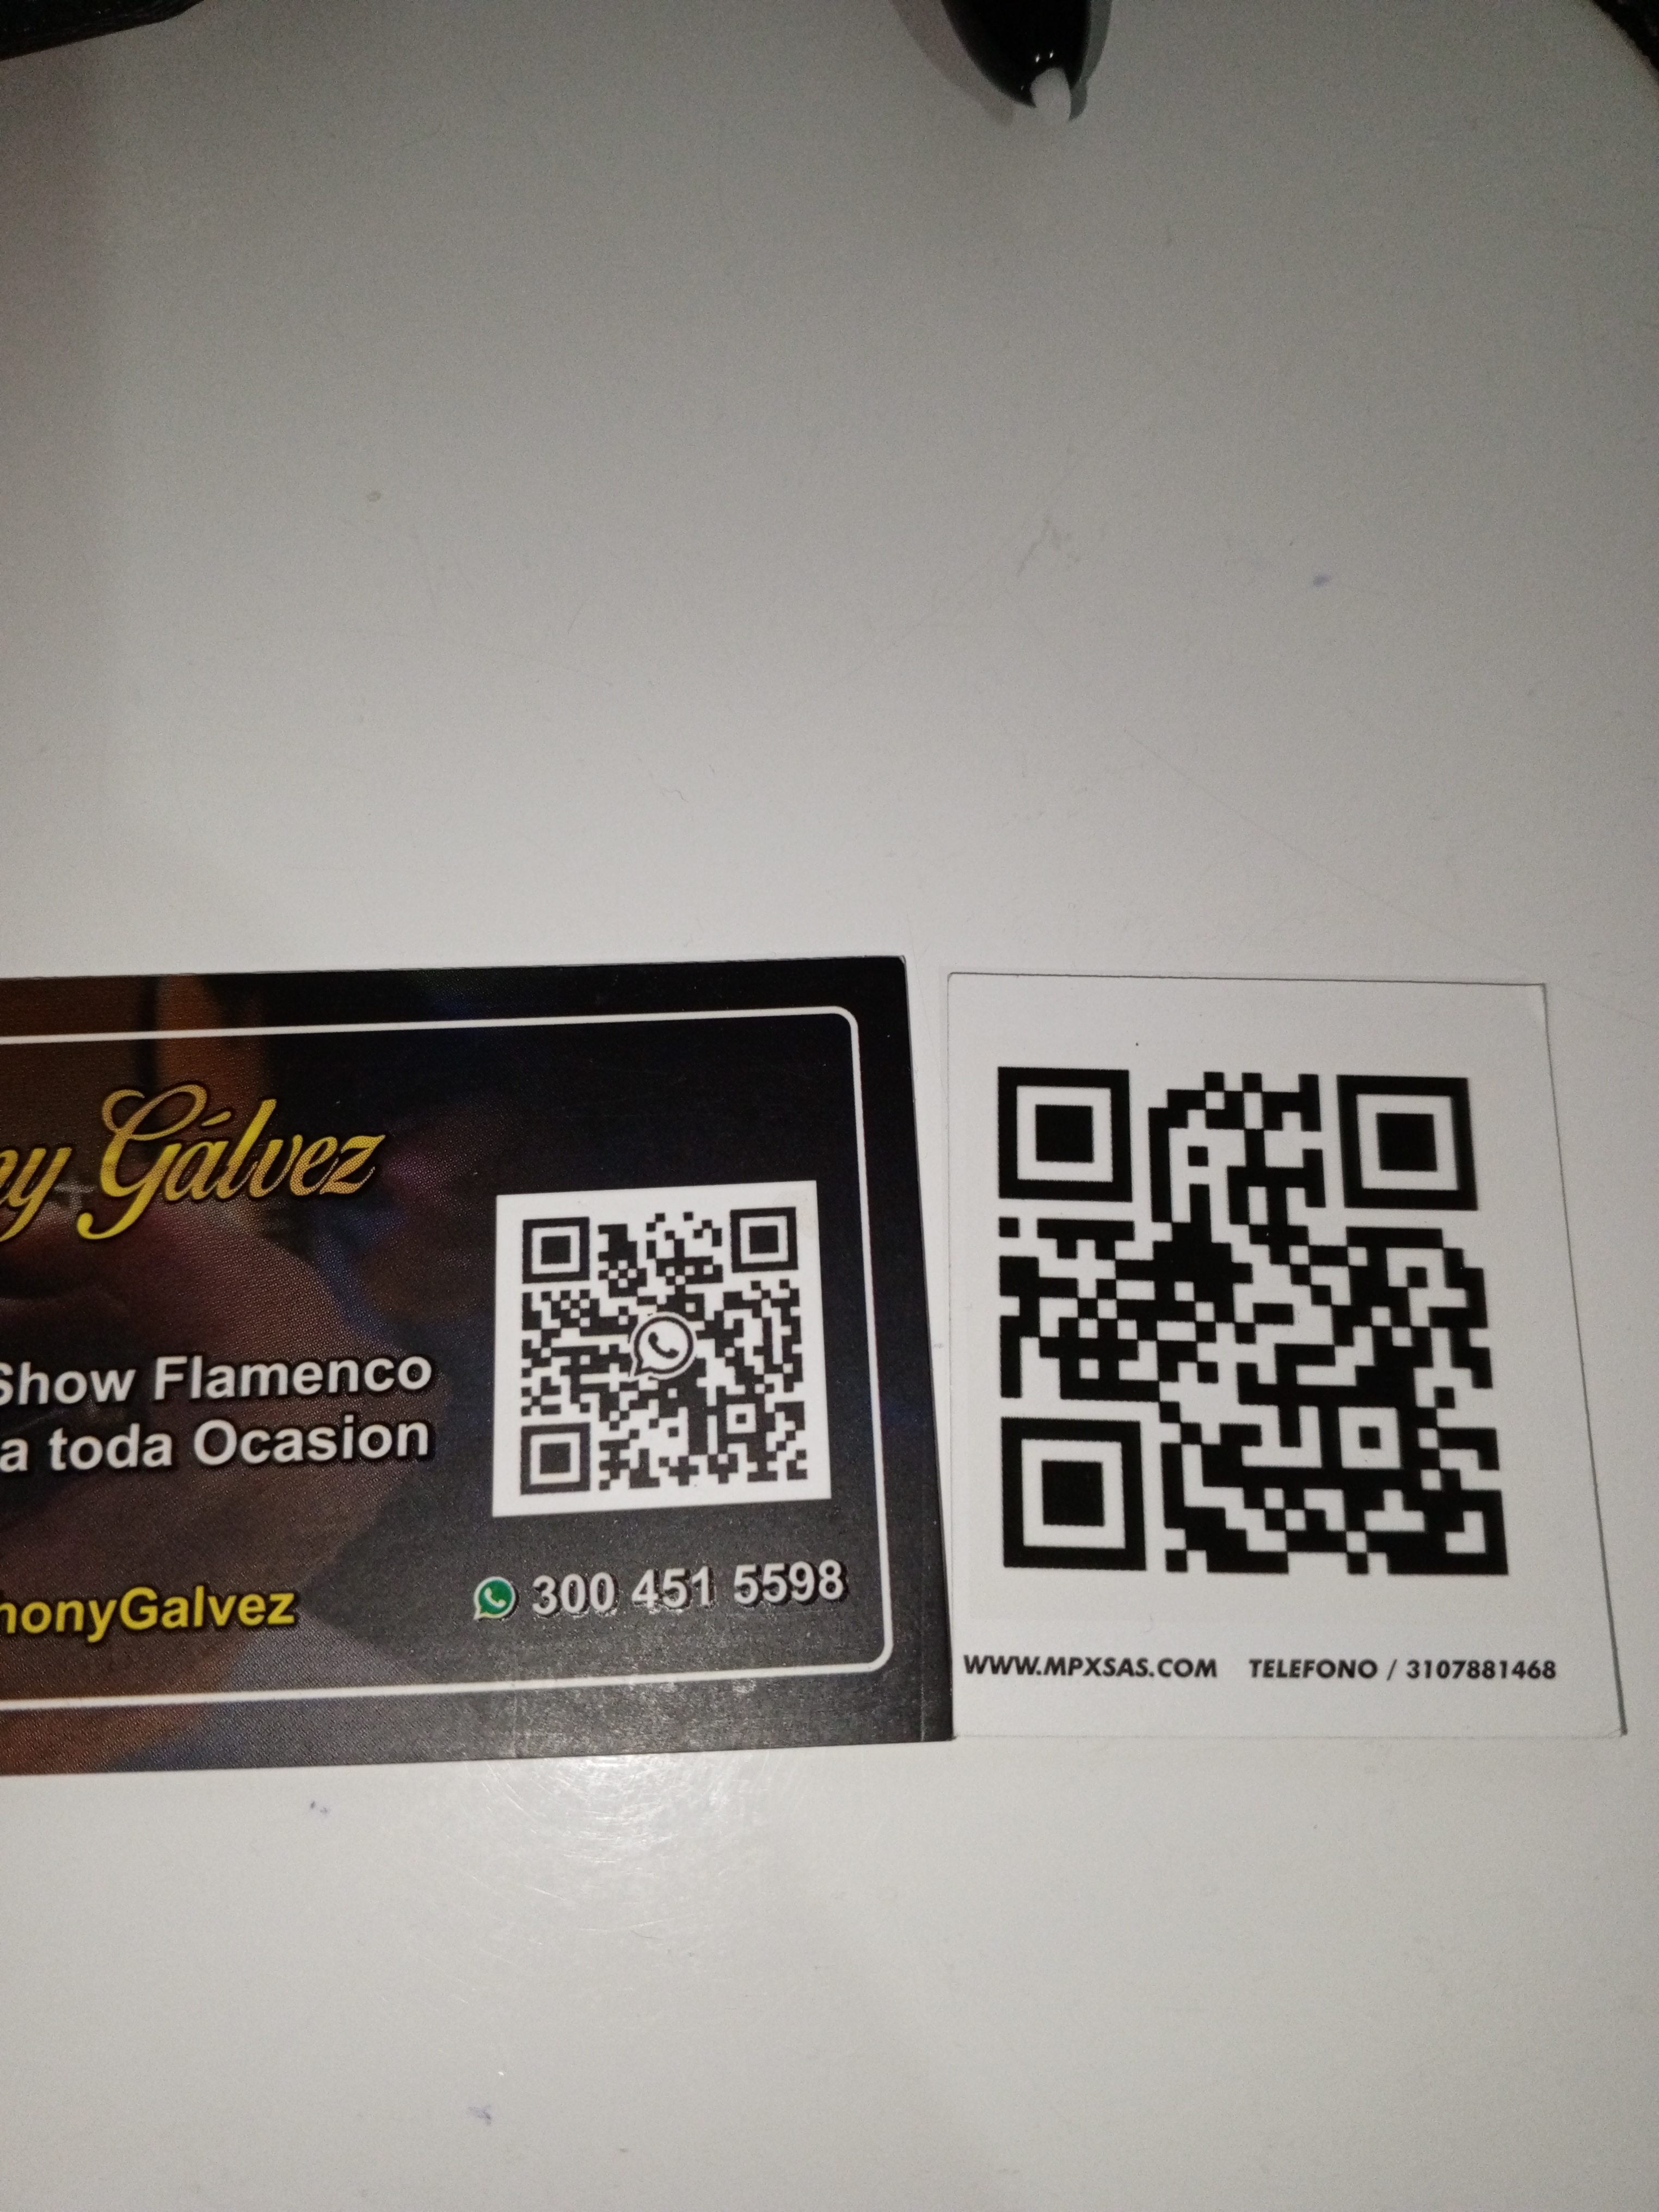 Gálvez
Show Flamenco
a toda Ocasion
300 451 5598
WWW.MPXSAS.COM TELEFONO / 3107881468